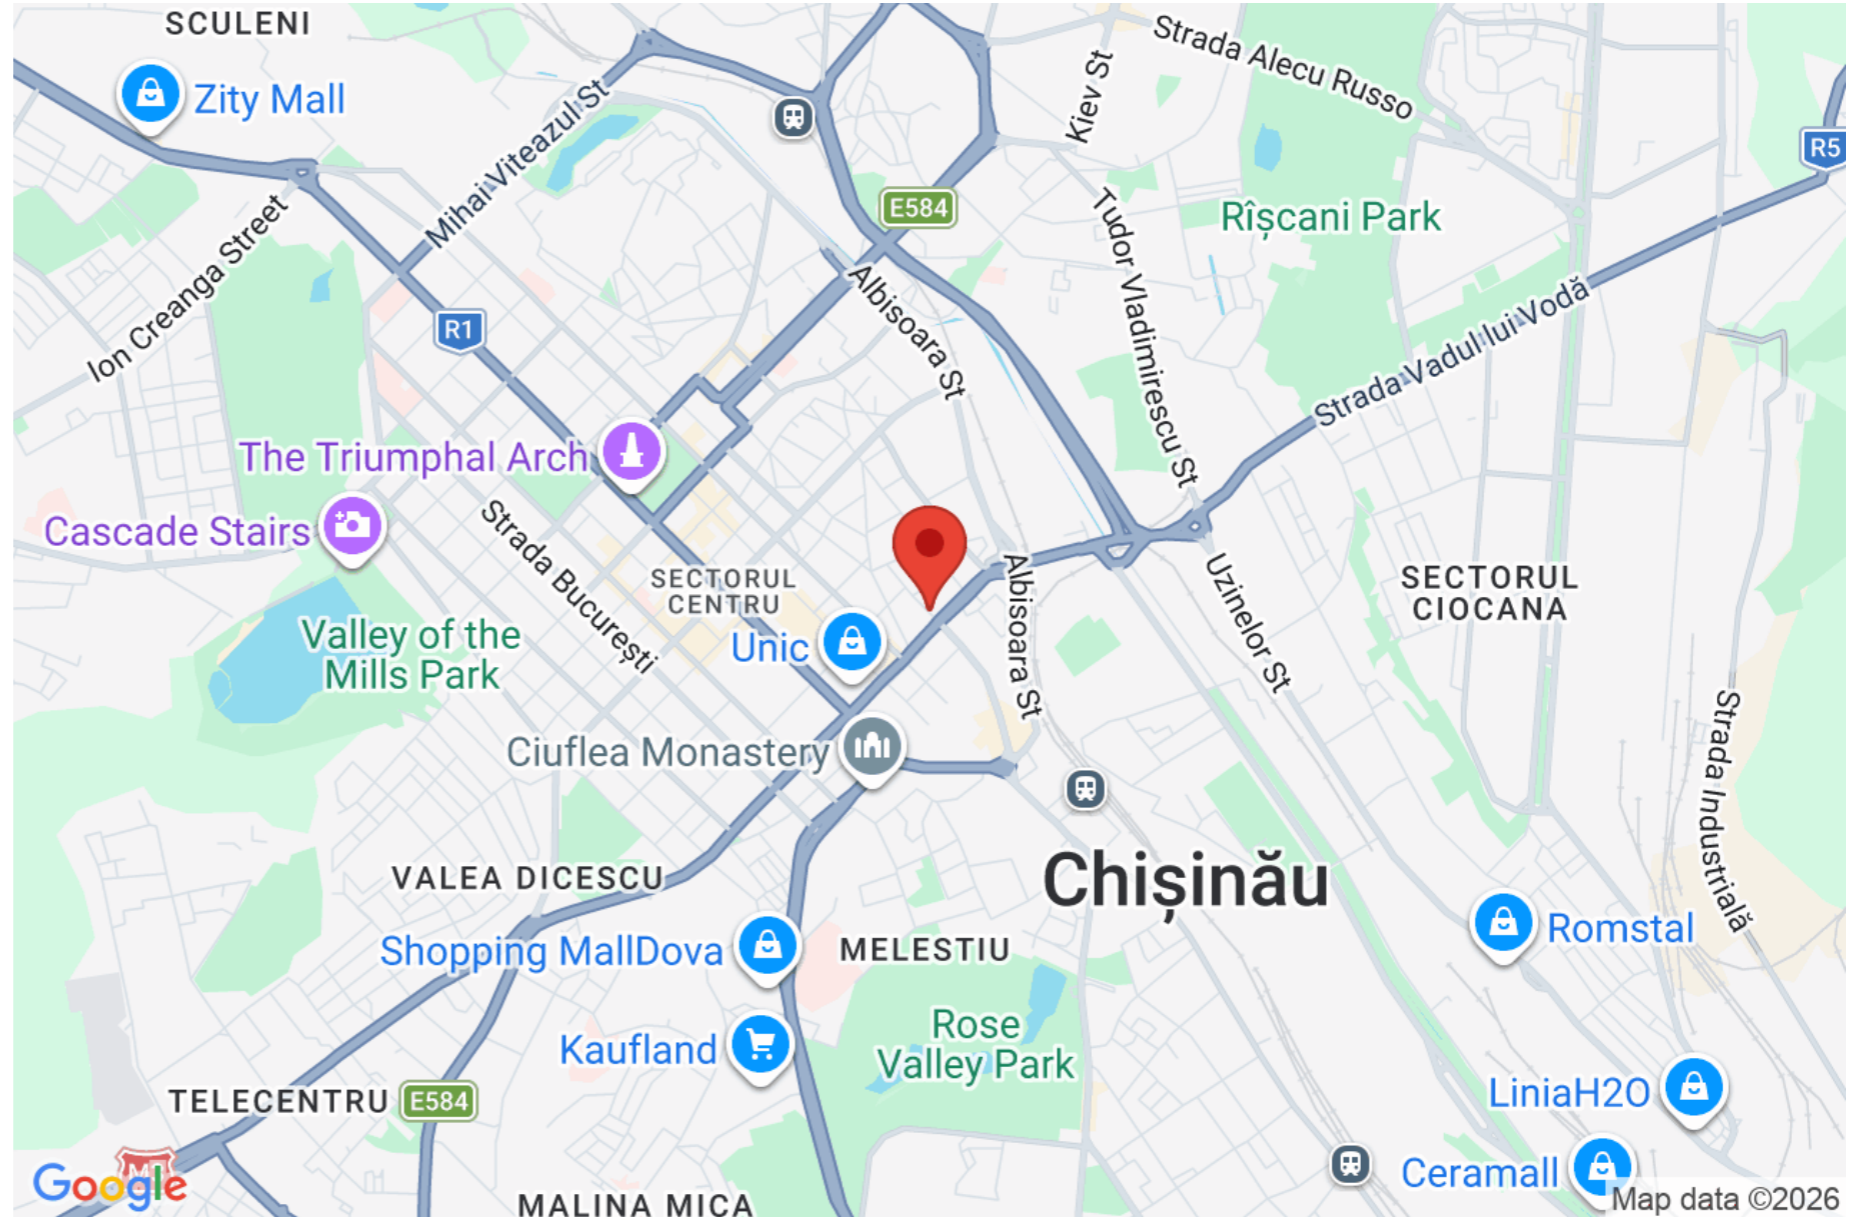 SCULENI
Zity Mall
Mihai Viteazul St
Strada Alecu Russo
Kiev St
R5
E584
Rîșcani Park
Ion Creanga Street
Tudor Vladimirescu St
R1
Albisoara St
Strada Vadul lui Vodă
The Triumphal Arch
Cascade Stairs
Strada București
SECTORUL
CENTRU
Albisoara St
Uzinelor St
SECTORUL
CIOCANA
Valley of the
Mills Park
Unic
Ciuflea Monastery
Strada Industrială
VALEA DICESCU
Chișinău
Shopping MallDova
MELESTIU
Romstal
Rose
Valley Park
Kaufland
TELECENTRU
E584
LiniaH2O
Ceramall
Google
MALINA MICA
Map data ©2026